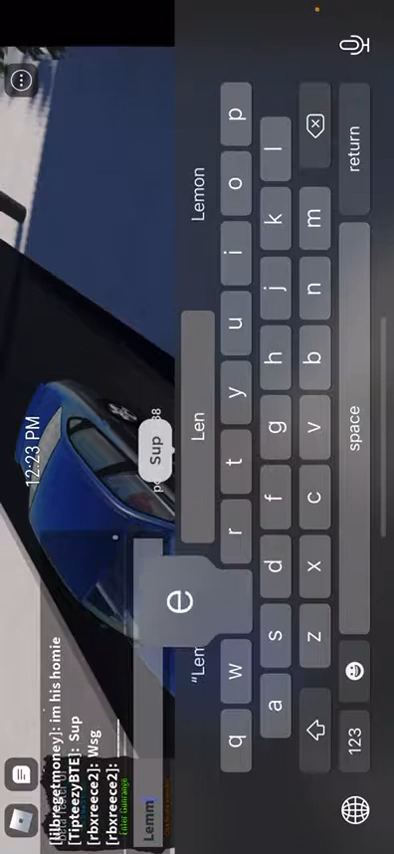 12:23 PM
Sup
[lilbregetmoney]: im his homie
[TipteezyBTE]: Sup
[rbxreece2]: Wsg
[rbxreece2]:
Lemm
"Lem
Len
Lemon
q w e r t y u i o p
a s d f g h j k l
z x c v b n m
123
space
return